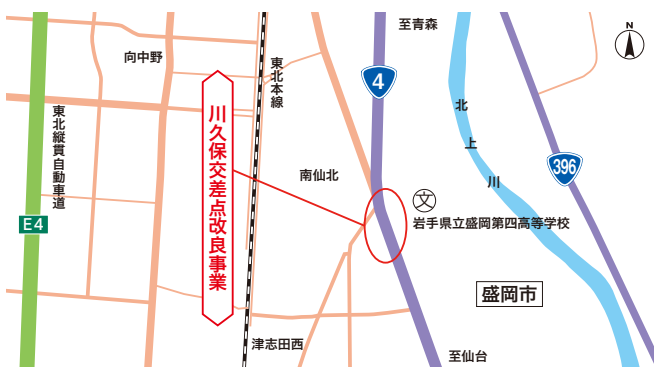 至青森
N
向中野
東北本線
4
東北縦貫自動車道
川久保交差点改良事業
北上川
396
南仙北
文
岩手県立盛岡第四高等学校
E4
盛岡市
津志田西
至仙台